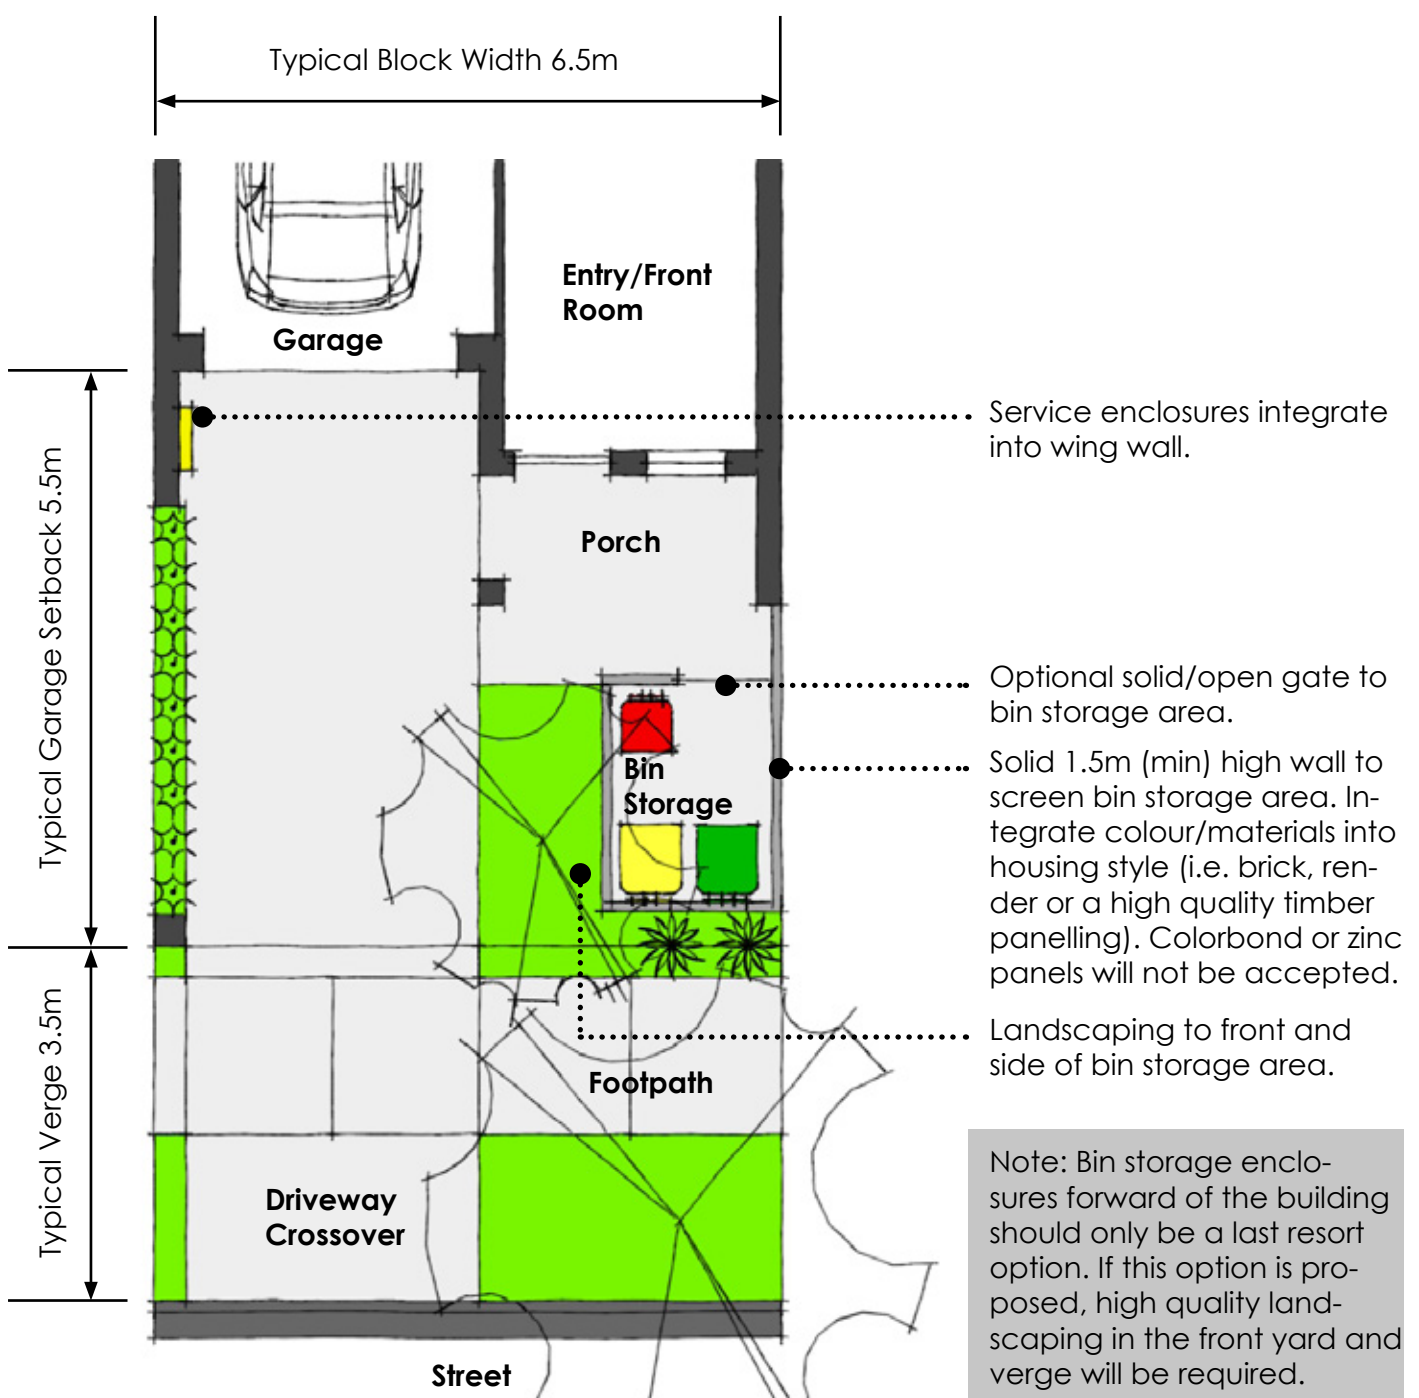 Typical Block Width 6.5m
Entry/Front
Room
Garage
Typical Garage Setback 5.5m
Service enclosures integrate
into wing wall.
Porch
Optional solid/open gate to
bin storage area.
Bin
Storage
Solid 1.5m (min) high wall to
screen bin storage area. In-
tegrate colour/materials into
housing style (i.e. brick, ren-
der or a high quality timber
panelling). Colorbond or zinc
panels will not be accepted.
Landscaping to front and
side of bin storage area.
Typical Verge 3.5m
Footpath
Driveway
Crossover
Street
Note: Bin storage enclo-
sures forward of the building
should only be a last resort
option. If this option is pro-
posed, high quality land-
scaping in the front yard and
verge will be required.